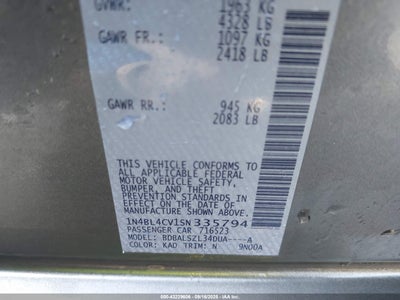 GVWR: 1963 KG
4328 LB
GAWR FR.: 1097 KG
2418 LB
GAWR RR.: 945 KG
2083 LB
THIS VEHICLE CONFORMS TO
ALL APPLICABLE FEDERAL
MOTOR VEHICLE SAFETY,
BUMPER, AND THEFT
PREVENTION STANDARDS IN
EFFECT ON THE DATE OF
MANUFACTURE SHOWN ABOVE.
1N4BL4CV1SN335794
PASSENGER CAR 716523
MODEL: BDBALSZL34DUA----A
COLOR: KAD TRIM: N 9N00A